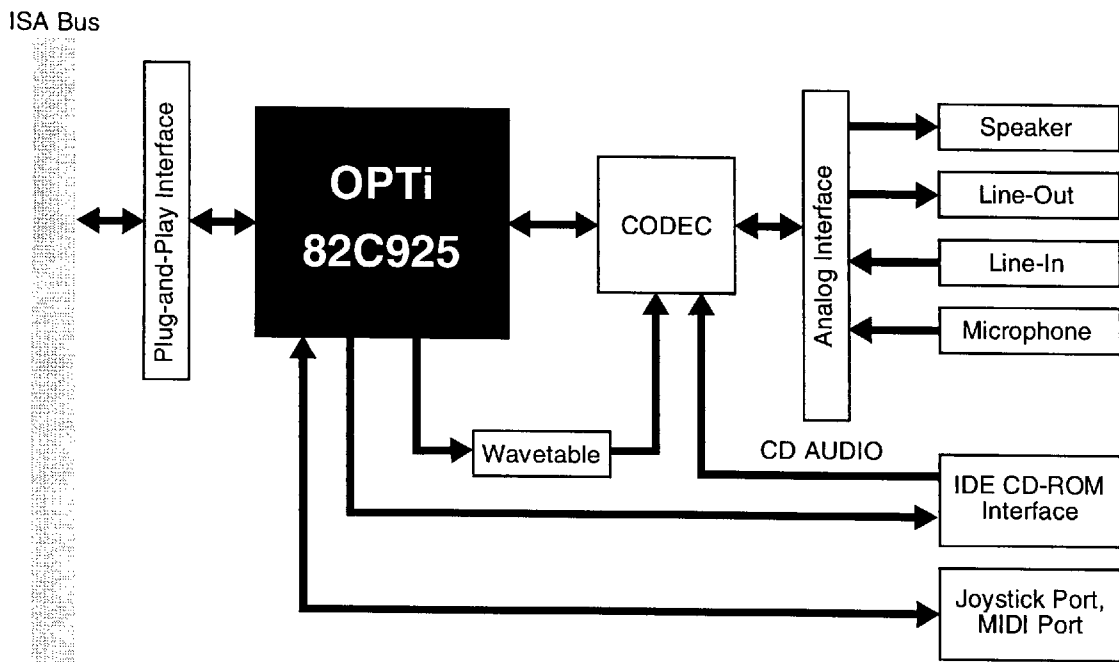 ISA Bus
Plug-and-Play Interface
OPTi
82C925
CODEC
Analog Interface
Speaker
Line-Out
Line-In
Microphone
Wavetable
CD AUDIO
IDE CD-ROM
Interface
Joystick Port,
MIDI Port